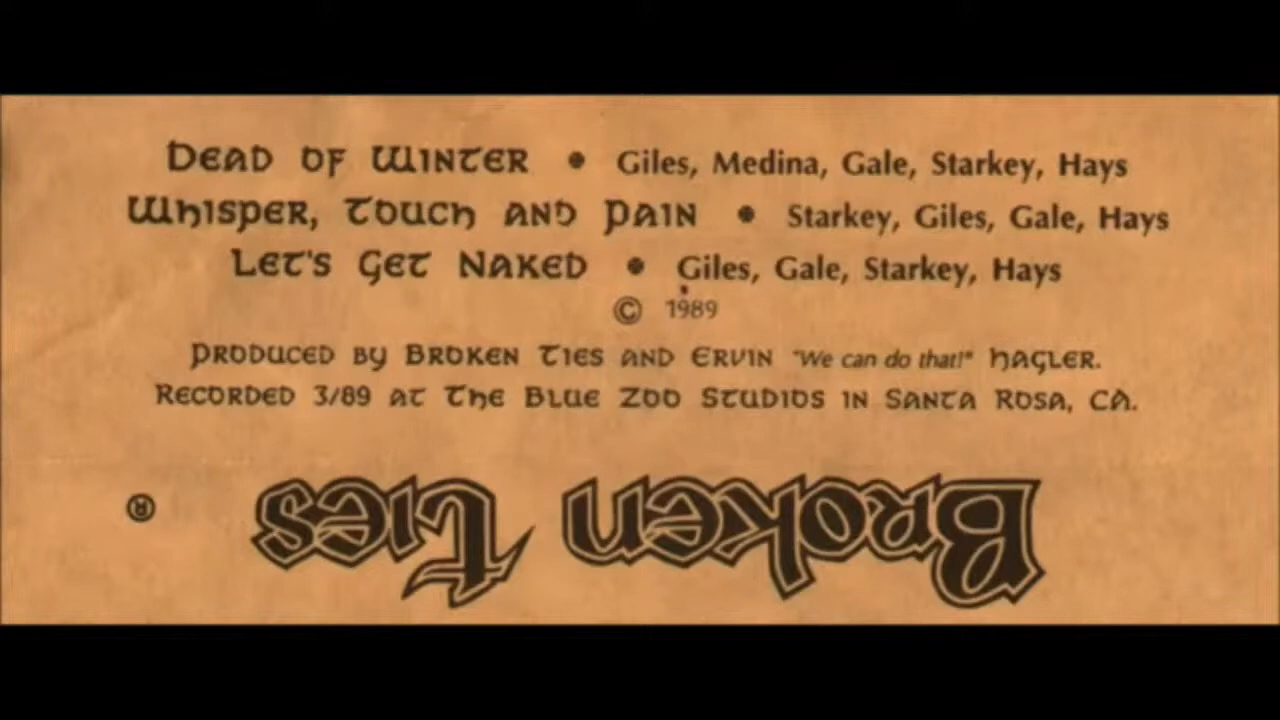 Dead of Winter • Giles, Medina, Gale, Starkey, Hays
Whisper, Touch and Pain • Starkey, Giles, Gale, Hays
Let's Get Naked • Giles, Gale, Starkey, Hays
© 1989
Produced by Broken Ties and Ervin "We can do that!" Hagler.
Recorded 3/89 at The Blue Zoo Studios in Santa Rosa, CA.
Broken Ties ®